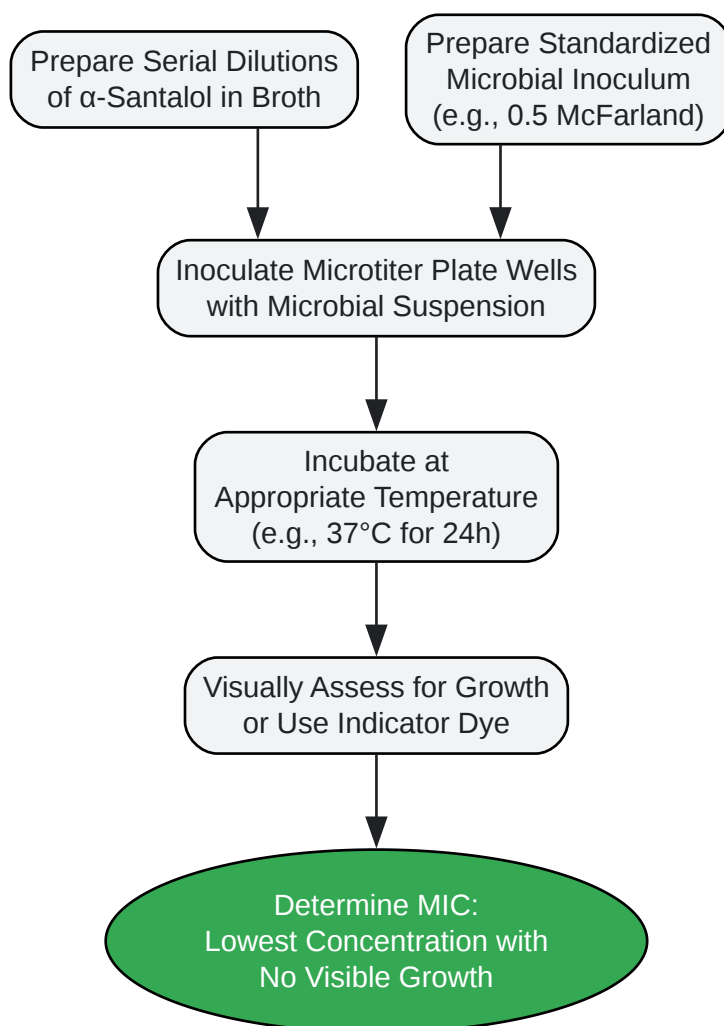 Prepare Serial Dilutions
of α-Santalol in Broth
Prepare Standardized
Microbial Inoculum
(e.g., 0.5 McFarland)
Inoculate Microtiter Plate Wells
with Microbial Suspension
Incubate at
Appropriate Temperature
(e.g., 37°C for 24h)
Visually Assess for Growth
or Use Indicator Dye
Determine MIC:
Lowest Concentration with
No Visible Growth